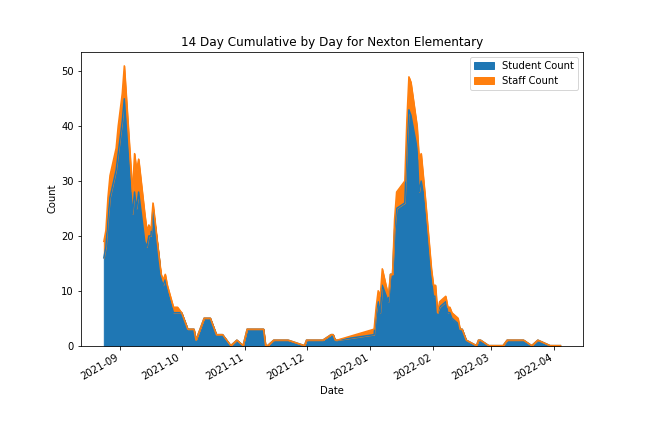 14 Day Cumulative by Day for Nexton Elementary
Student Count
Staff Count
Count
50
40
30
20
10
0
2021-09
2021-10
2021-11
2021-12
2022-01
2022-02
2022-03
2022-04
Date